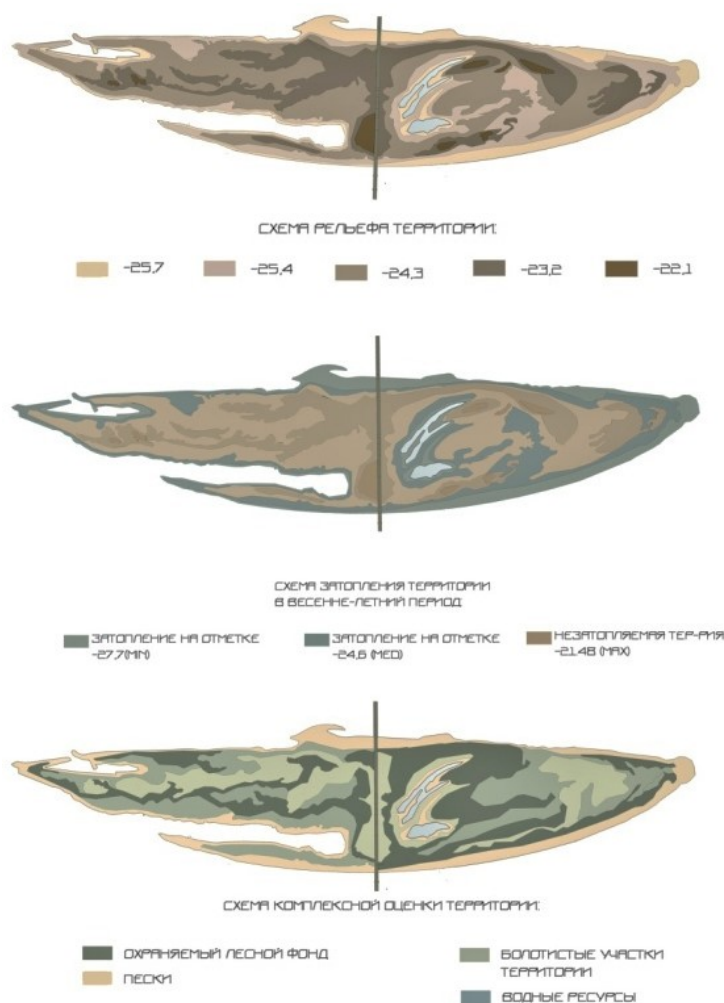 СХЕМА РЕЛЬЕФА ТЕРРИТОРИИ:
-25,7
-25,4
-24,3
-23,2
-22,1
СХЕМА ЗАТОПЛЕНИЯ ТЕРРИТОРИИ
В ВЕСЕННЕ-ЛЕТНИЙ ПЕРИОД:
ЗАТОПЛЕНИЕ НА ОТМЕТКЕ
-27,7(MIN)
ЗАТОПЛЕНИЕ НА ОТМЕТКЕ
-24,6 (MED)
НЕЗАТОПЛЯЕМАЯ ТЕР-РИЯ
-21.48 (MAX)
СХЕМА КОМПЛЕКСНОЙ ОЦЕНКИ ТЕРРИТОРИИ:
ОХРАНЯЕМЫЙ ЛЕСНОЙ ФОНД
ПЕСКИ
БОЛОТИСТЫЕ УЧАСТКИ
ТЕРРИТОРИИ
ВОДНЫЕ РЕСУРСЫ